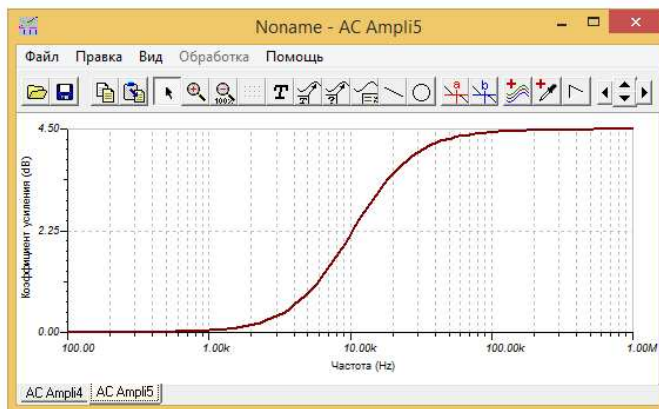 Noname - AC Ampli5
Файл Правка Вид Обработка Помощь
100%
T
a
b
4.50
2.25
0.00
Коэффициент усиления (dB)
100.00 1.00k 10.00k 100.00k 1.00M
Частота (Hz)
AC Ampli4 AC Ampli5